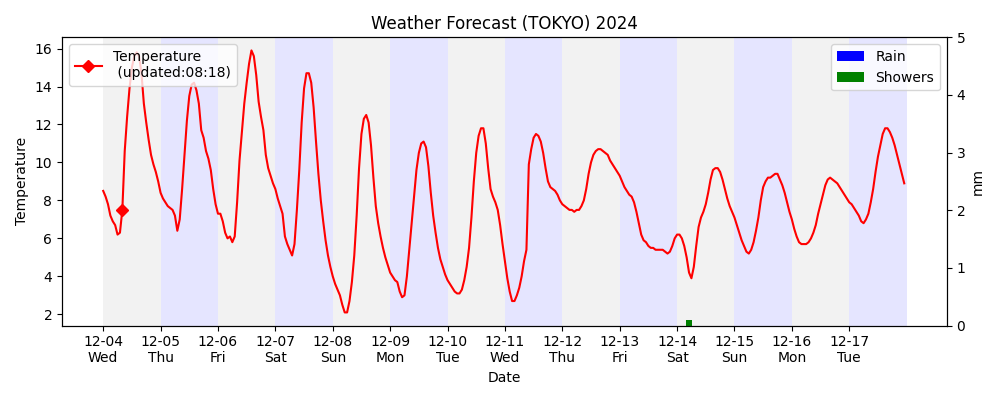 Weather Forecast (TOKYO) 2024
Temperature
(updated:08:18)
Rain
Showers
Temperature
16
14
12
10
8
6
4
2
5
4
3
2
1
0
mm
12-04 12-05 12-06 12-07 12-08 12-09 12-10 12-11 12-12 12-13 12-14 12-15 12-16 12-17
Wed Thu Fri Sat Sun Mon Tue Wed Thu Fri Sat Sun Mon Tue
Date